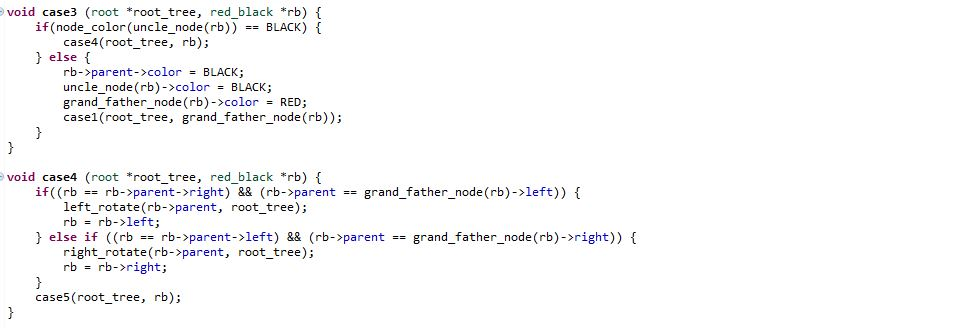 void case3 (root *root_tree, red_black *rb) {
    if(node_color(uncle_node(rb)) == BLACK) {
        case4(root_tree, rb);
    } else {
        rb->parent->color = BLACK;
        uncle_node(rb)->color = BLACK;
        grand_father_node(rb)->color = RED;
        case1(root_tree, grand_father_node(rb));
    }
}
void case4 (root *root_tree, red_black *rb) {
    if((rb == rb->parent->right) && (rb->parent == grand_father_node(rb)->left)) {
        left_rotate(rb->parent, root_tree);
        rb = rb->left;
    } else if ((rb == rb->parent->left) && (rb->parent == grand_father_node(rb)->right)) {
        right_rotate(rb->parent, root_tree);
        rb = rb->right;
    }
    case5(root_tree, rb);
}